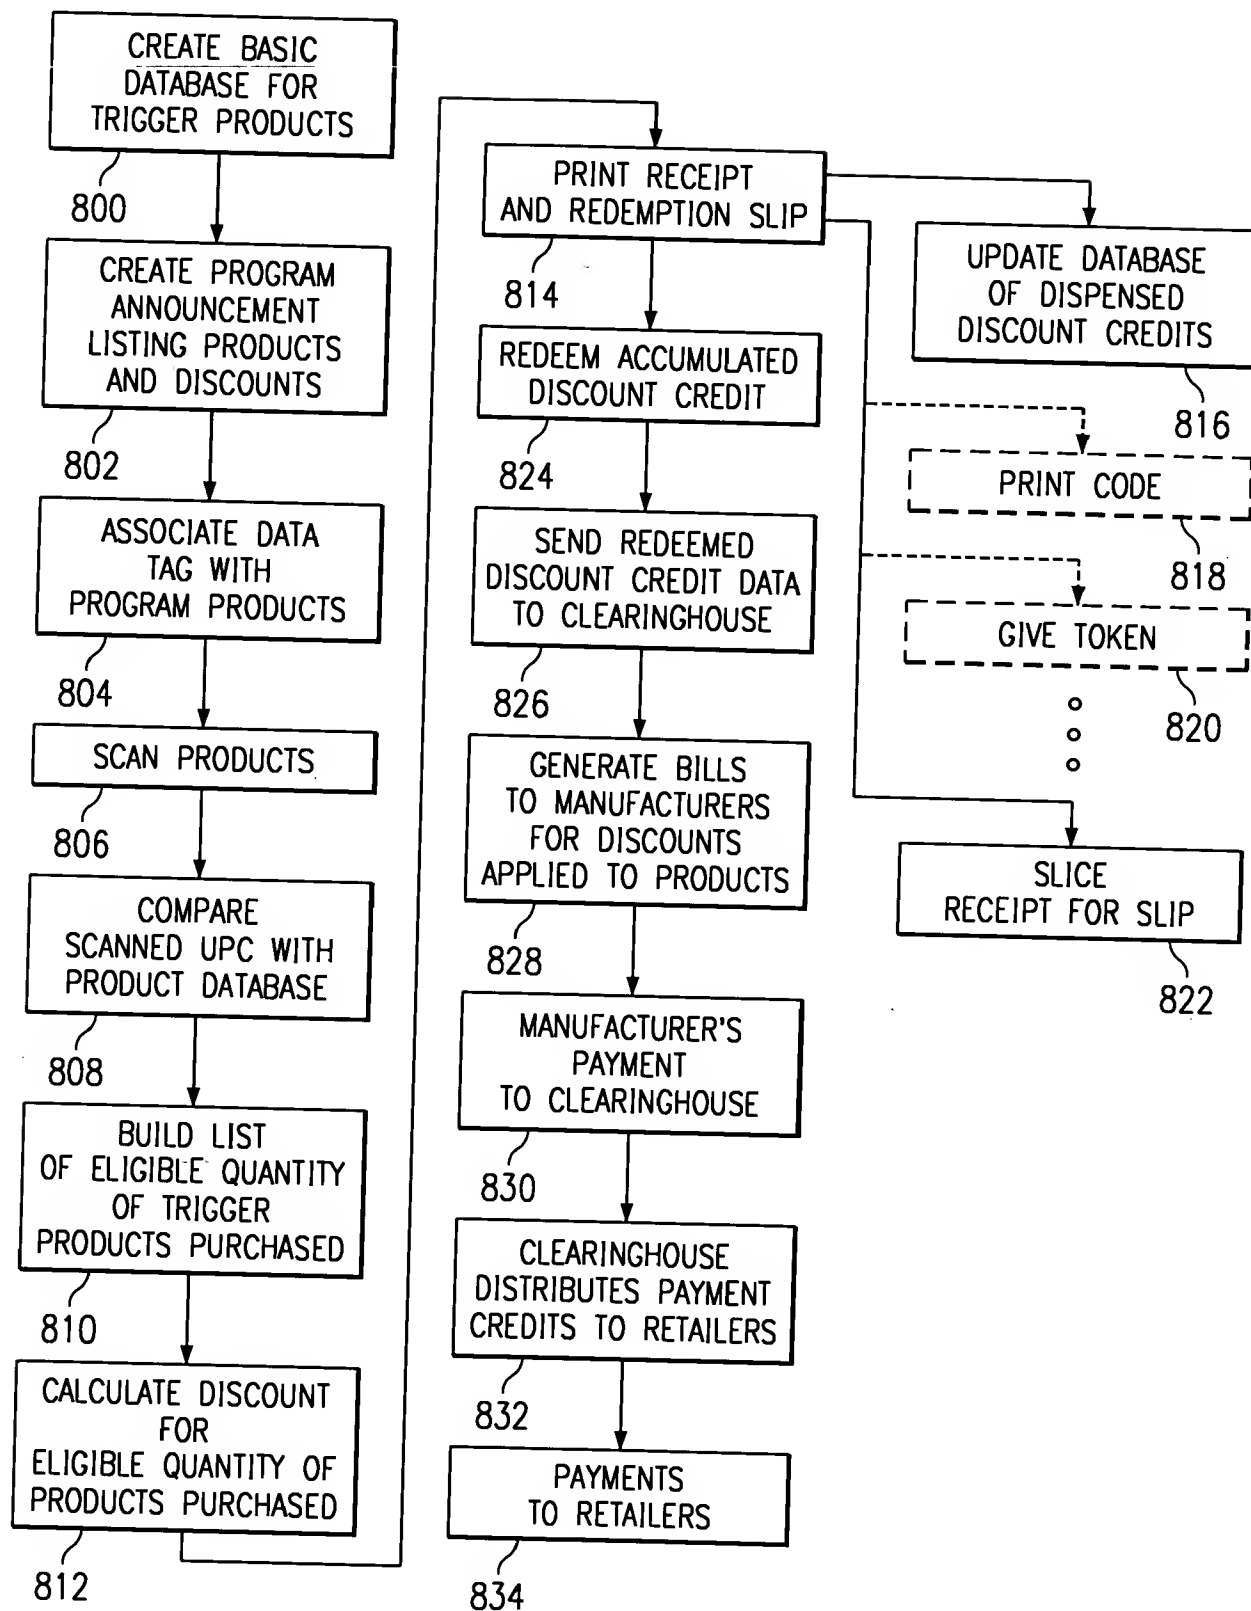 CREATE BASIC
DATABASE FOR
TRIGGER PRODUCTS
800
CREATE PROGRAM
ANNOUNCEMENT
LISTING PRODUCTS
AND DISCOUNTS
802
ASSOCIATE DATA
TAG WITH
PROGRAM PRODUCTS
804
SCAN PRODUCTS
806
COMPARE
SCANNED UPC WITH
PRODUCT DATABASE
808
BUILD LIST
OF ELIGIBLE QUANTITY
OF TRIGGER
PRODUCTS PURCHASED
810
CALCULATE DISCOUNT
FOR
ELIGIBLE QUANTITY OF
PRODUCTS PURCHASED
812
PRINT RECEIPT
AND REDEMPTION SLIP
814
REDEEM ACCUMULATED
DISCOUNT CREDIT
824
SEND REDEEMED
DISCOUNT CREDIT DATA
TO CLEARINGHOUSE
826
GENERATE BILLS
TO MANUFACTURERS
FOR DISCOUNTS
APPLIED TO PRODUCTS
828
MANUFACTURER'S
PAYMENT
TO CLEARINGHOUSE
830
CLEARINGHOUSE
DISTRIBUTES PAYMENT
CREDITS TO RETAILERS
832
PAYMENTS
TO RETAILERS
834
UPDATE DATABASE
OF DISPENSED
DISCOUNT CREDITS
816
PRINT CODE
818
GIVE TOKEN
820
SLICE
RECEIPT FOR SLIP
822